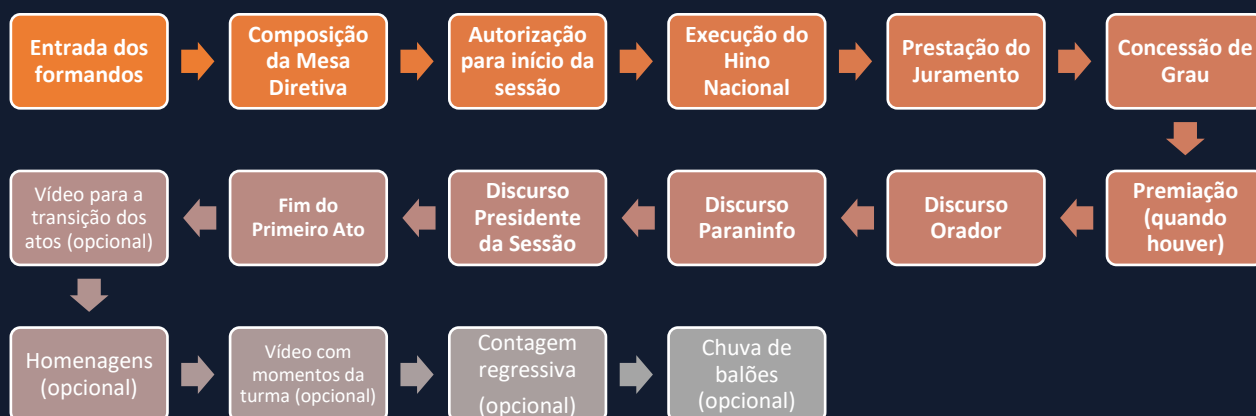 Entrada dos
formandos
Composição
da Mesa
Diretiva
Autorização
para início da
sessão
Execução do
Hino
Nacional
Prestação do
Juramento
Concessão de
Grau
Premiação
(quando
houver)
Discurso
Orador
Discurso
Paraninfo
Discurso
Presidente
da Sessão
Fim do
Primeiro Ato
Vídeo para a
transição dos
atos (opcional)
Homenagens
(opcional)
Vídeo com
momentos da
turma (opcional)
Contagem
regressiva
(opcional)
Chuva de
balões
(opcional)